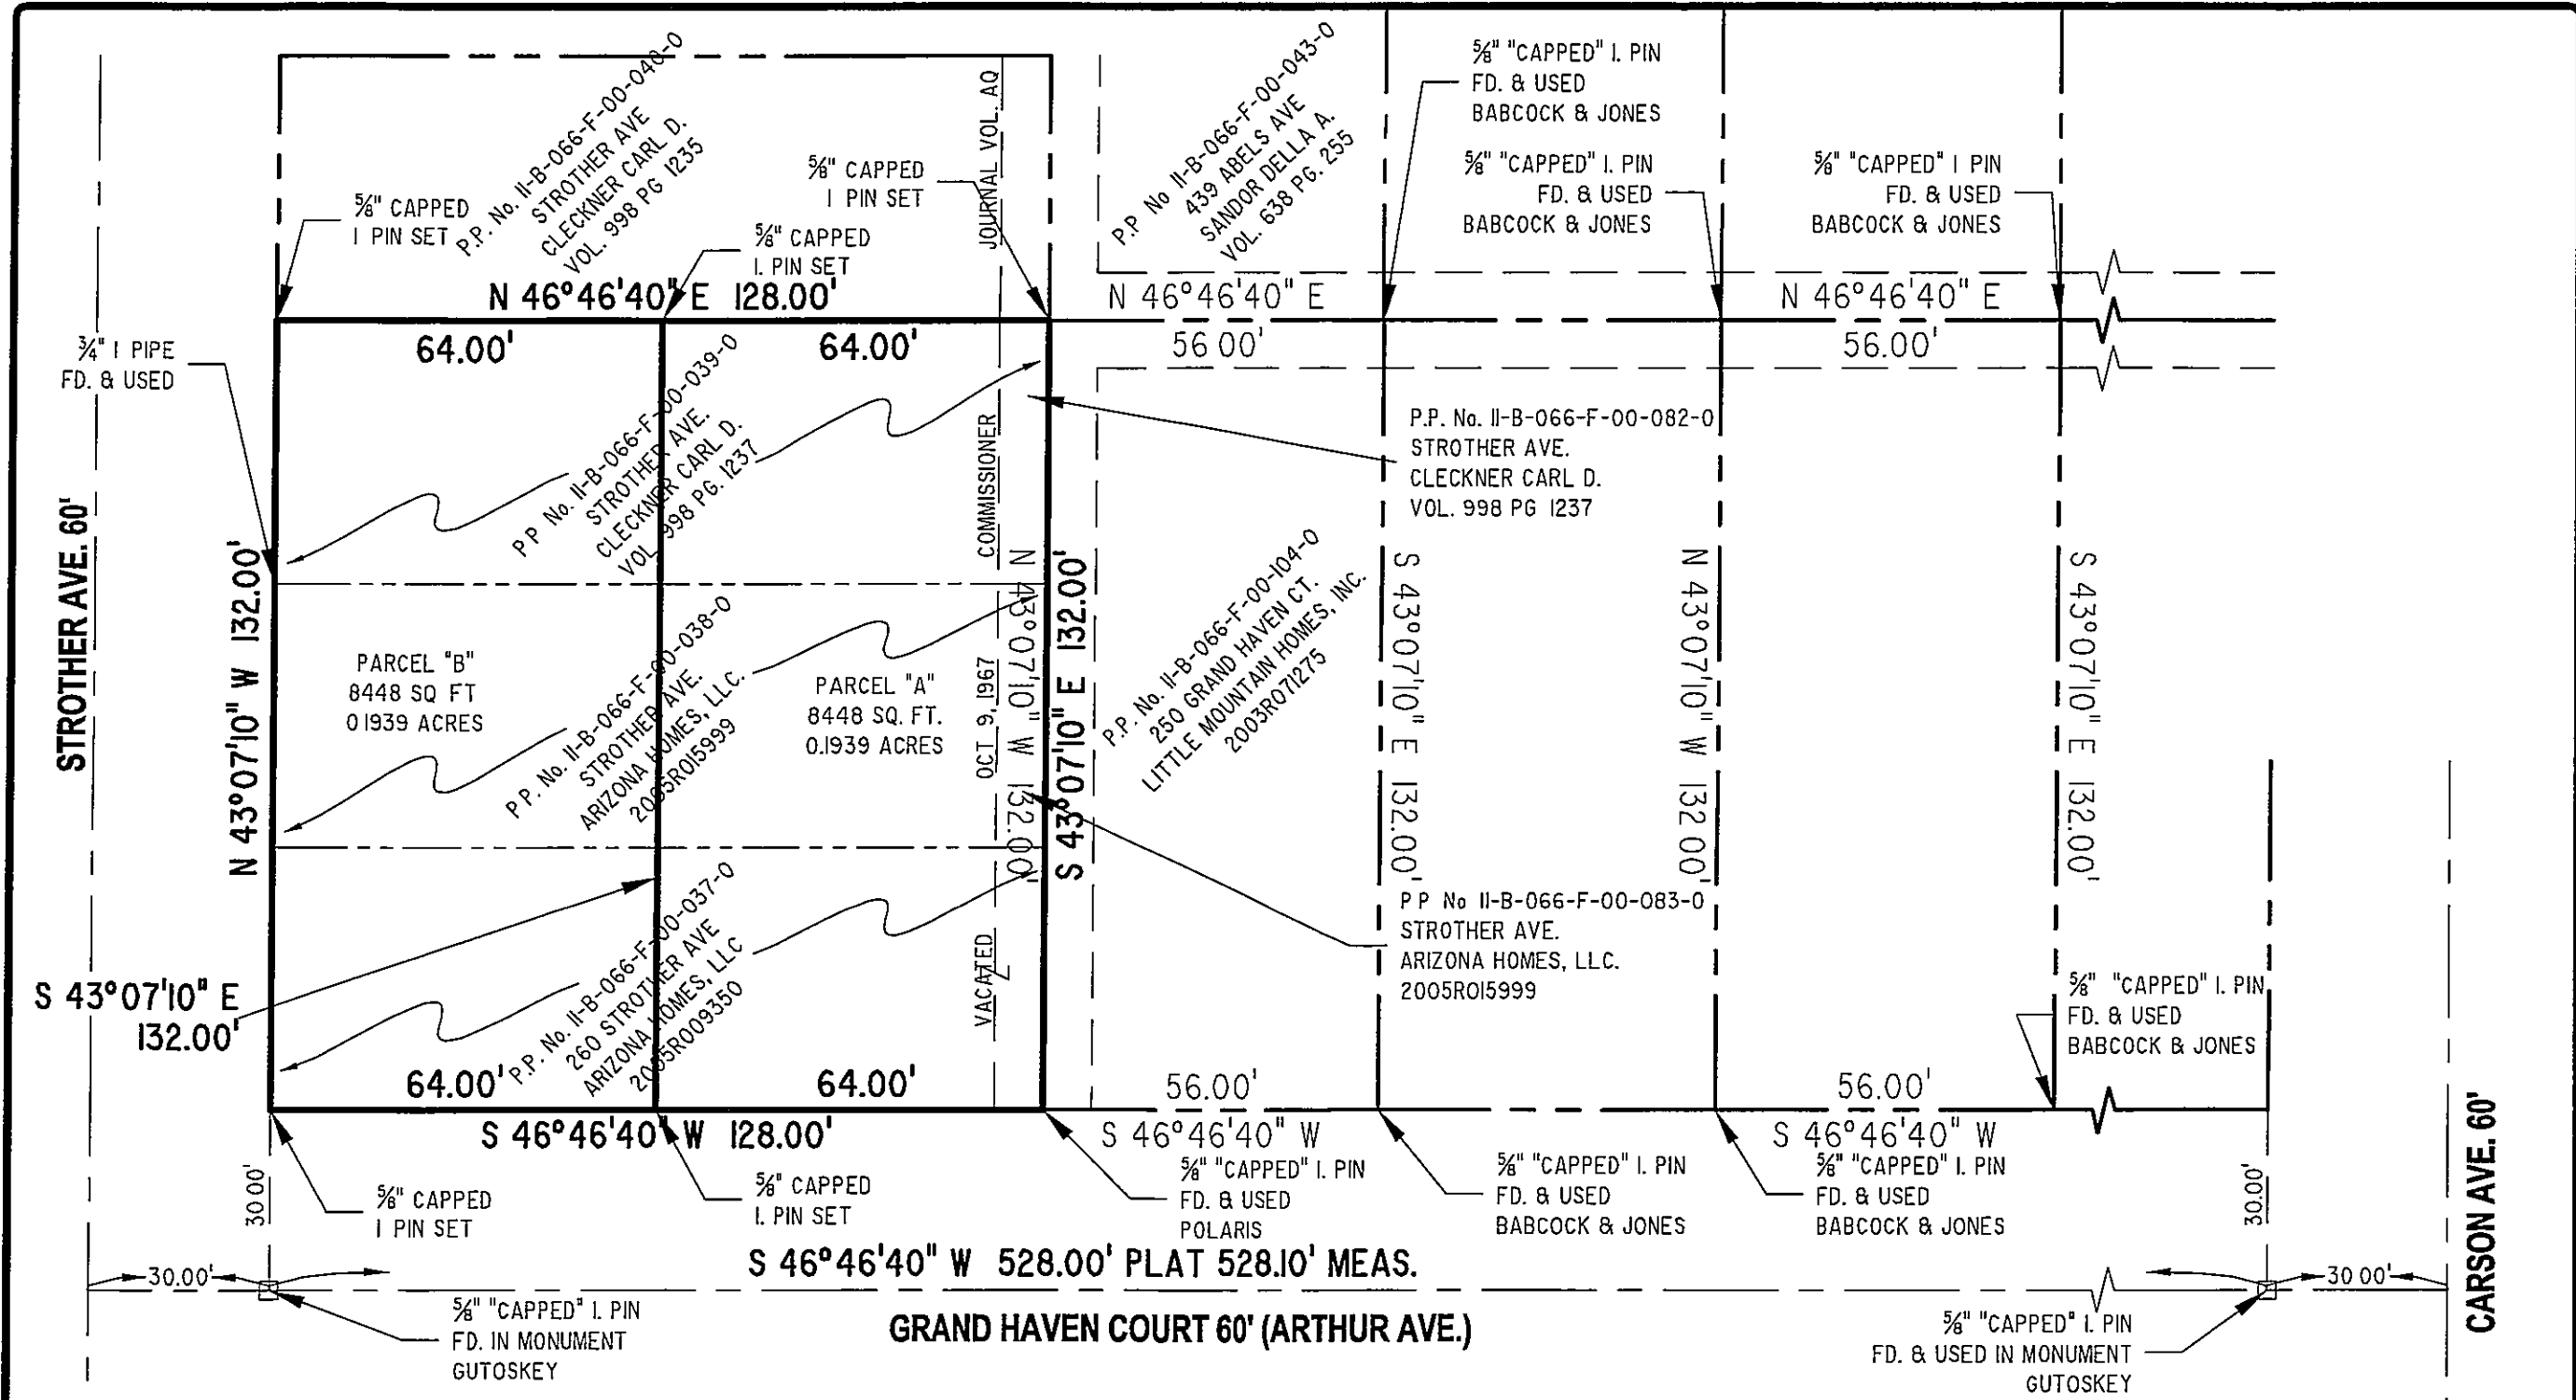 P.P. No. II-B-066-F-00-040-0
STROTHER AVE
CLECKNER CARL D.
VOL. 998 PG 1235
JOURNAL VOL. AQ
P.P. No II-B-066-F-00-043-0
439 ABELS AVE
SANDOR DELLA A.
VOL. 638 PG. 255
⅝" "CAPPED" I. PIN
FD. & USED
BABCOCK & JONES
⅝" CAPPED
I PIN SET
⅝" CAPPED
I. PIN SET
⅝" CAPPED
I PIN SET
⅝" "CAPPED" I. PIN
FD. & USED
BABCOCK & JONES
⅝" "CAPPED" I PIN
FD. & USED
BABCOCK & JONES
N 46°46'40" E 128.00'
N 46°46'40" E
N 46°46'40" E
64.00'
64.00'
56 00'
56.00'
¾" I PIPE
FD. & USED
P.P No. II-B-066-F-00-039-0
STROTHER AVE.
CLECKNER CARL D.
VOL. 998 PG. 1237
COMMISSIONER
P.P. No. II-B-066-F-00-082-0
STROTHER AVE.
CLECKNER CARL D.
VOL. 998 PG 1237
STROTHER AVE. 60'
N 43°07'10" W 132.00'
PARCEL "B"
8448 SQ FT
0.1939 ACRES
P.P. No. II-B-066-F-00-038-0
STROTHER AVE.
ARIZONA HOMES, LLC.
2005R015999
PARCEL "A"
8448 SQ. FT.
0.1939 ACRES
OCT 9, 1967
N 43°07'10" W 132.00'
S 43°07'10" E 132.00'
P.P. No. II-B-066-F-00-104-0
250 GRAND HAVEN CT.
LITTLE MOUNTAIN HOMES, INC.
2003R071275
S 43°07'10" E 132.00'
N 43°07'10" W 132 00'
S 43°07'10" E 132.00'
P P No II-B-066-F-00-083-0
STROTHER AVE.
ARIZONA HOMES, LLC.
2005R015999
S 43°07'10" E
132.00'
P.P. No. II-B-066-F-00-037-0
260 STROTHER AVE
ARIZONA HOMES, LLC
2005R009350
VACATED
⅝" "CAPPED" I. PIN
FD. & USED
BABCOCK & JONES
64.00'
64.00'
56.00'
56.00'
S 46°46'40" W 128.00'
S 46°46'40" W
S 46°46'40" W
30 00'
⅝" CAPPED
I PIN SET
⅝" CAPPED
I. PIN SET
⅝" "CAPPED" I. PIN
FD. & USED
POLARIS
⅝" "CAPPED" I. PIN
FD. & USED
BABCOCK & JONES
⅝" "CAPPED" I. PIN
FD. & USED
BABCOCK & JONES
30.00'
CARSON AVE. 60'
S 46°46'40" W 528.00' PLAT 528.10' MEAS.
30.00'
30 00'
⅝" "CAPPED" I. PIN
FD. IN MONUMENT
GUTOSKEY
GRAND HAVEN COURT 60' (ARTHUR AVE.)
⅝" "CAPPED" I. PIN
FD. & USED IN MONUMENT
GUTOSKEY